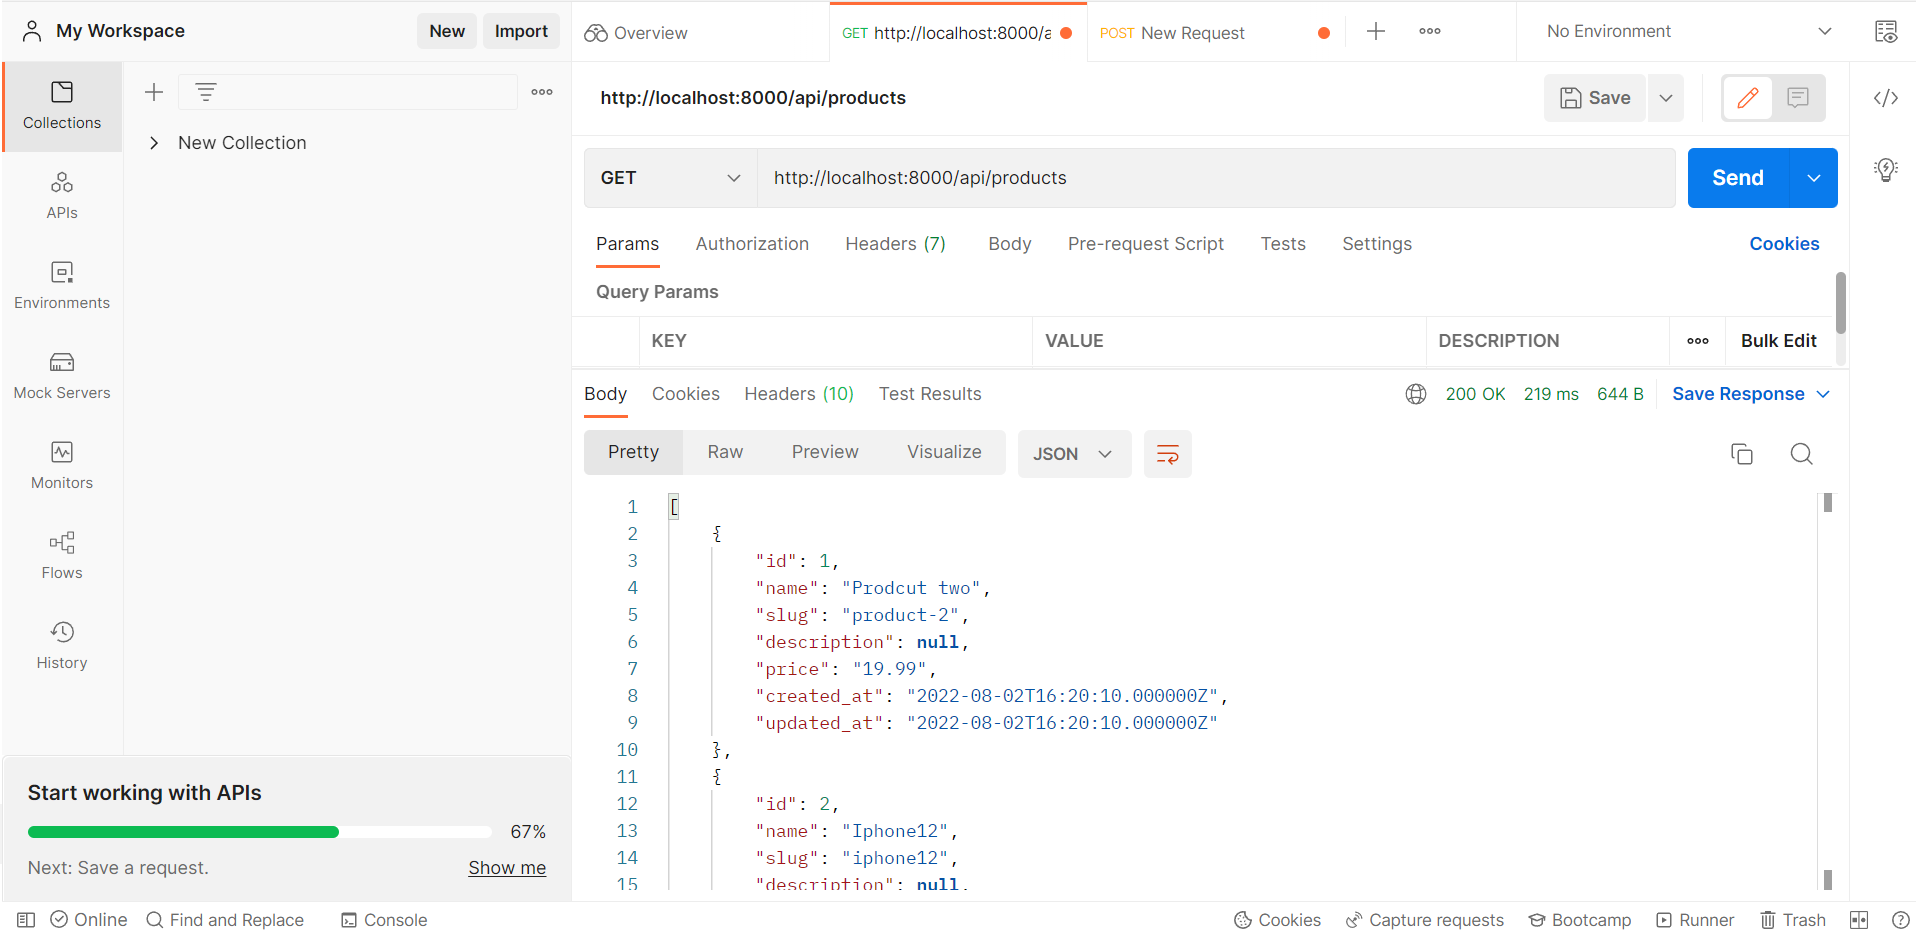 My Workspace
New
Import
Overview
GET http://localhost:8000/a
POST New Request
No Environment
Collections
APIs
Environments
Mock Servers
Monitors
Flows
History
New Collection
http://localhost:8000/api/products
Save
GET
http://localhost:8000/api/products
Send
Params
Authorization
Headers (7)
Body
Pre-request Script
Tests
Settings
Cookies
Query Params
KEY
VALUE
DESCRIPTION
Bulk Edit
Body
Cookies
Headers (10)
Test Results
200 OK
219 ms
644 B
Save Response
Pretty
Raw
Preview
Visualize
JSON
1 [
2 {
3 "id": 1,
4 "name": "Prodcut two",
5 "slug": "product-2",
6 "description": null,
7 "price": "19.99",
8 "created_at": "2022-08-02T16:20:10.000000Z",
9 "updated_at": "2022-08-02T16:20:10.000000Z"
10 },
11 {
12 "id": 2,
13 "name": "Iphone12",
14 "slug": "iphone12",
15 "description": null,
Start working with APIs
67%
Next: Save a request.
Show me
Online
Find and Replace
Console
Cookies
Capture requests
Bootcamp
Runner
Trash